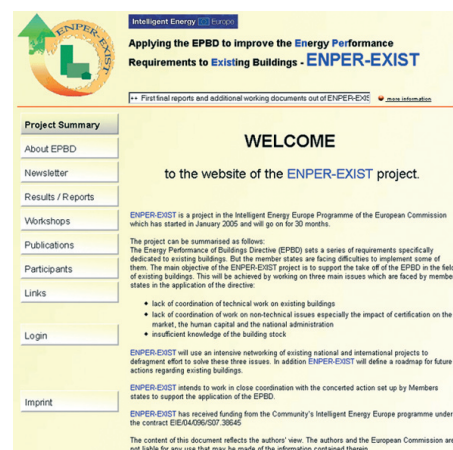 ENPER-EXIST
Intelligent Energy Europe
Applying the EPBD to improve the Energy Performance
Requirements to Existing Buildings - ENPER-EXIST
++ First final reports and additional working documents out of ENPER-EXIS
more information
Project Summary
About EPBD
Newsletter
Results / Reports
Workshops
Publications
Participants
Links
Login
Imprint
WELCOME
to the website of the ENPER-EXIST project.
ENPER-EXIST is a project in the Intelligent Energy Europe Programme of the European Commission
which has started in January 2005 and will go on for 30 months.
The project can be summarised as follows:
The Energy Performance of Buildings Directive (EPBD) sets a series of requirements specifically
dedicated to existing buildings. But the member states are facing difficulties to implement some of
them. The main objective of the ENPER-EXIST project is to support the take off of the EPBD in the field
of existing buildings. This will be achieved by working on three main issues which are faced by member
states in the application of the directive:
♦ lack of coordination of technical work on existing buildings
♦ lack of coordination of work on non-technical issues especially the impact of certification on the
market, the human capital and the national administration
♦ insufficient knowledge of the building stock
ENPER-EXIST will use an intensive networking of existing national and international projects to
defragment effort to solve these three issues. In addition ENPER-EXIST will define a roadmap for future
actions regarding existing buildings.
ENPER-EXIST intends to work in close coordination with the concerted action set up by Members
states to support the application of the EPBD.
ENPER-EXIST has received funding from the Community's Intelligent Energy Europe programme under
the contract EIE/04/096/S07.38645
The content of this document reflects the authors' view. The authors and the European Commission are
not liable for any use that may be made of the information contained therein.